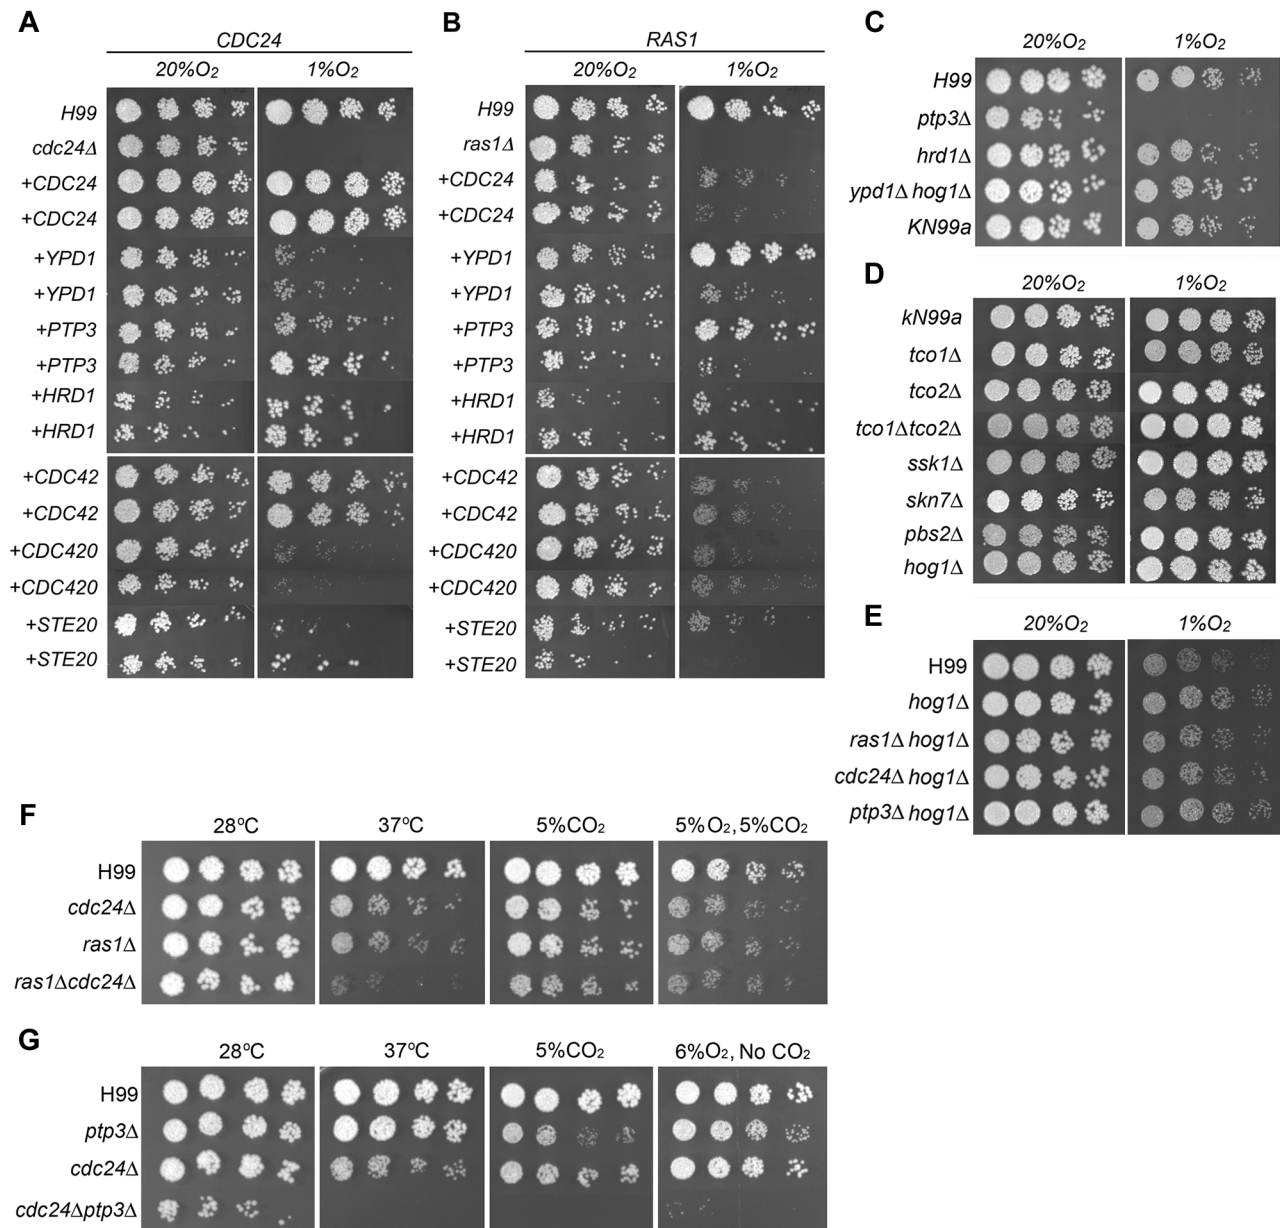 A
CDC24
20%O2 1%O2
H99
cdc24Δ
+CDC24
+CDC24
+YPD1
+YPD1
+PTP3
+PTP3
+HRD1
+HRD1
+CDC42
+CDC42
+CDC420
+CDC420
+STE20
+STE20
B
RAS1
20%O2 1%O2
H99
ras1Δ
+CDC24
+CDC24
+YPD1
+YPD1
+PTP3
+PTP3
+HRD1
+HRD1
+CDC42
+CDC42
+CDC420
+CDC420
+STE20
+STE20
C
20%O2 1%O2
H99
ptp3Δ
hrd1Δ
ypd1Δ hog1Δ
KN99a
D
20%O2 1%O2
kN99a
tco1Δ
tco2Δ
tco1Δtco2Δ
ssk1Δ
skn7Δ
pbs2Δ
hog1Δ
E
20%O2 1%O2
H99
hog1Δ
ras1Δ hog1Δ
cdc24Δ hog1Δ
ptp3Δ hog1Δ
F
28°C 37°C 5%CO2 5%O2, 5%CO2
H99
cdc24Δ
ras1Δ
ras1Δcdc24Δ
G
28°C 37°C 5%CO2 6%O2, No CO2
H99
ptp3Δ
cdc24Δ
cdc24Δptp3Δ